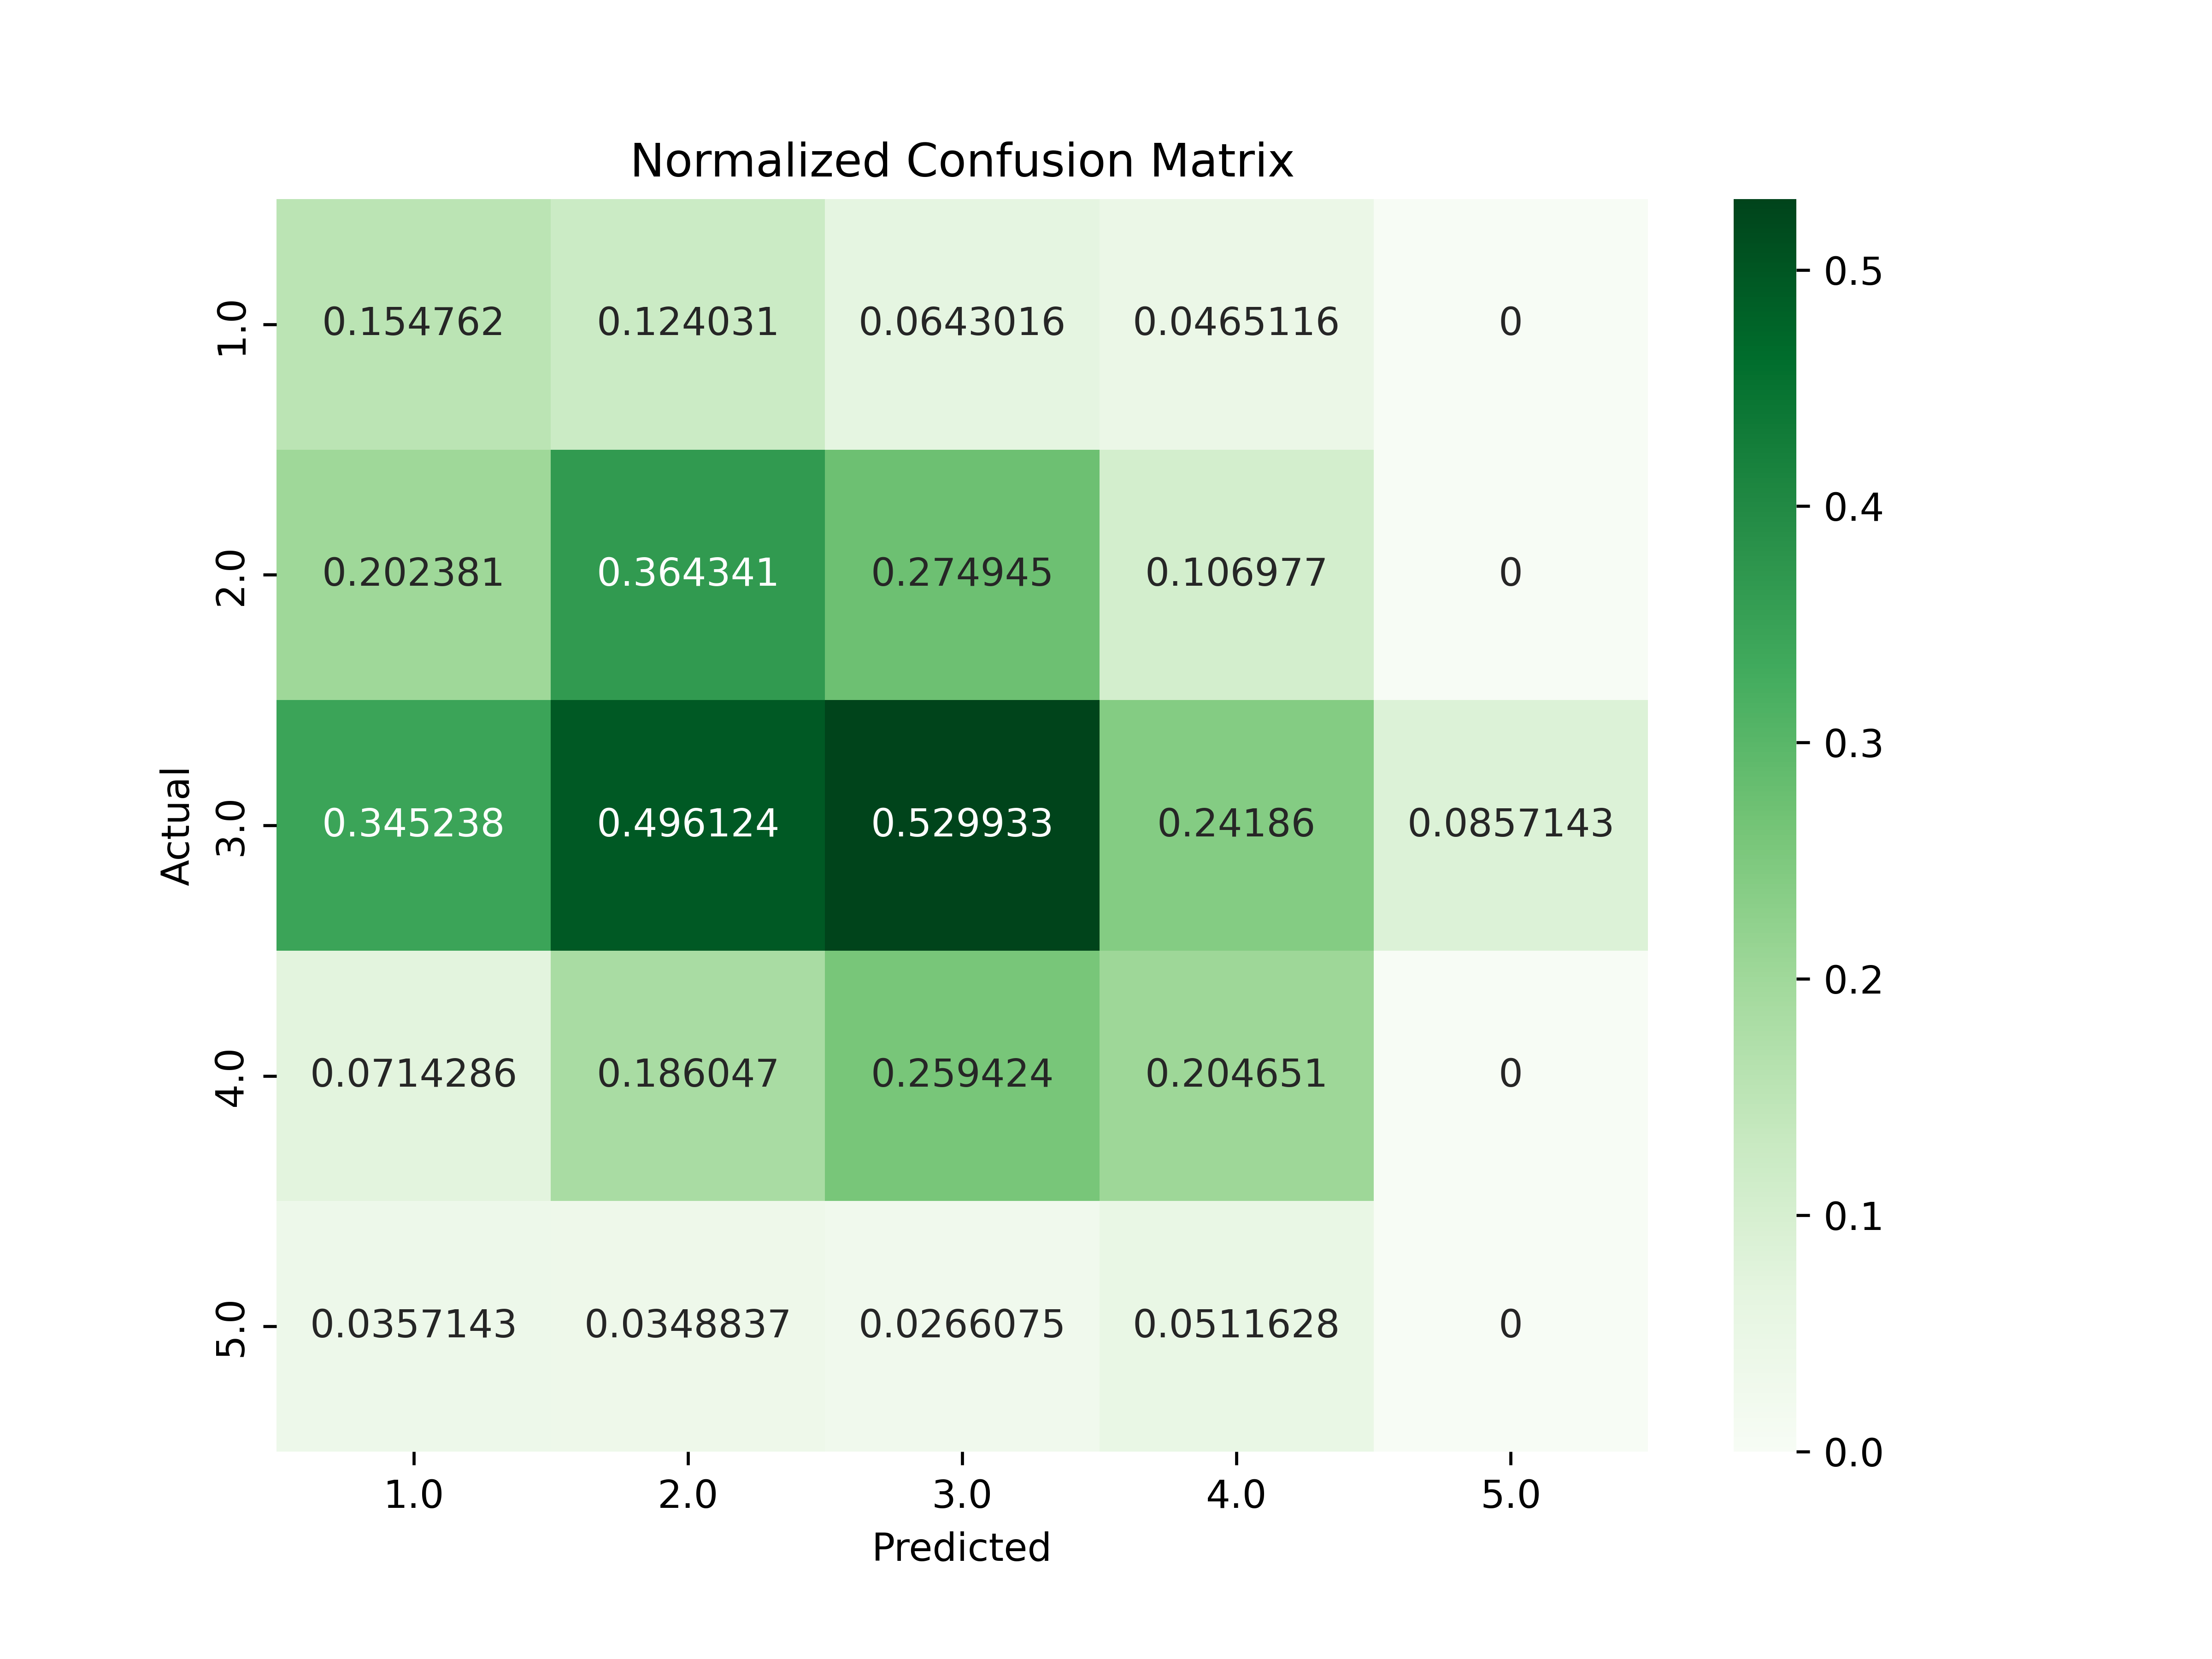 Normalized Confusion Matrix
0.154762 0.124031 0.0643016 0.0465116 0
0.202381 0.364341 0.274945 0.106977 0
0.345238 0.496124 0.529933 0.24186 0.0857143
0.0714286 0.186047 0.259424 0.204651 0
0.0357143 0.0348837 0.0266075 0.0511628 0
Actual
1.0
2.0
3.0
4.0
5.0
1.0 2.0 3.0 4.0 5.0
Predicted
0.5
0.4
0.3
0.2
0.1
0.0